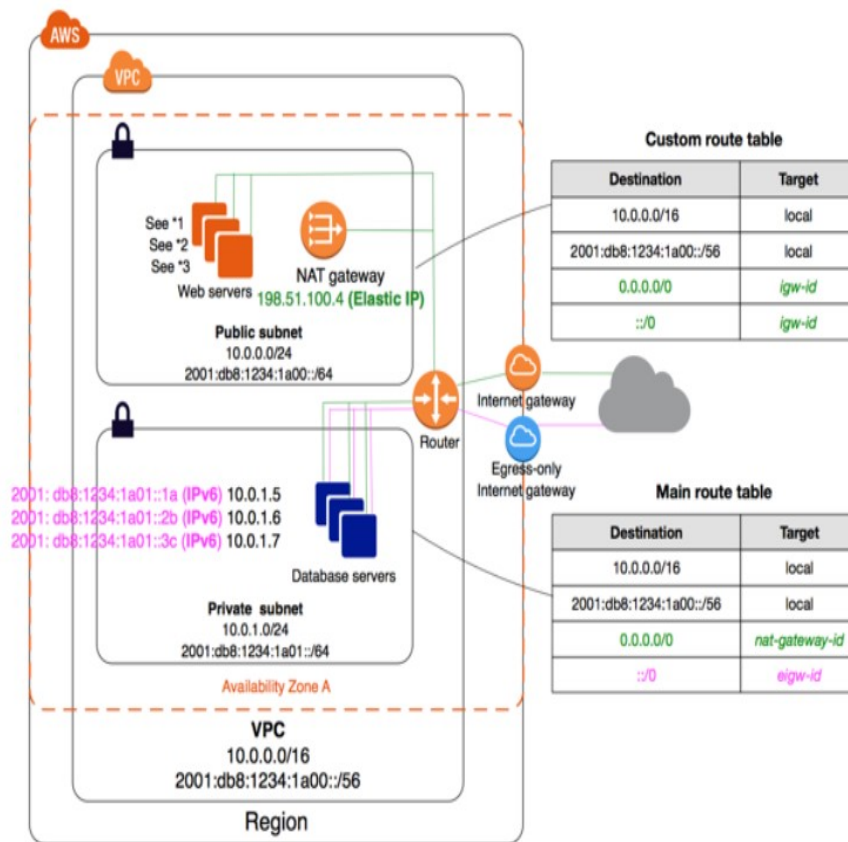 AWS
VPC
See *1
See *2
See *3
Web servers
NAT gateway
198.51.100.4 (Elastic IP)
Public subnet
10.0.0.0/24
2001:db8:1234:1a00::/64
Router
Internet gateway
Egress-only
Internet gateway
2001: db8:1234:1a01::1a (IPv6) 10.0.1.5
2001: db8:1234:1a01::2b (IPv6) 10.0.1.6
2001: db8:1234:1a01::3c (IPv6) 10.0.1.7
Database servers
Private subnet
10.0.1.0/24
2001:db8:1234:1a01::/64
Availability Zone A
VPC
10.0.0.0/16
2001:db8:1234:1a00::/56
Region
Custom route table
Destination Target
10.0.0.0/16 local
2001:db8:1234:1a00::/56 local
0.0.0.0/0 igw-id
::/0 igw-id
Main route table
Destination Target
10.0.0.0/16 local
2001:db8:1234:1a00::/56 local
0.0.0.0/0 nat-gateway-id
::/0 eigw-id